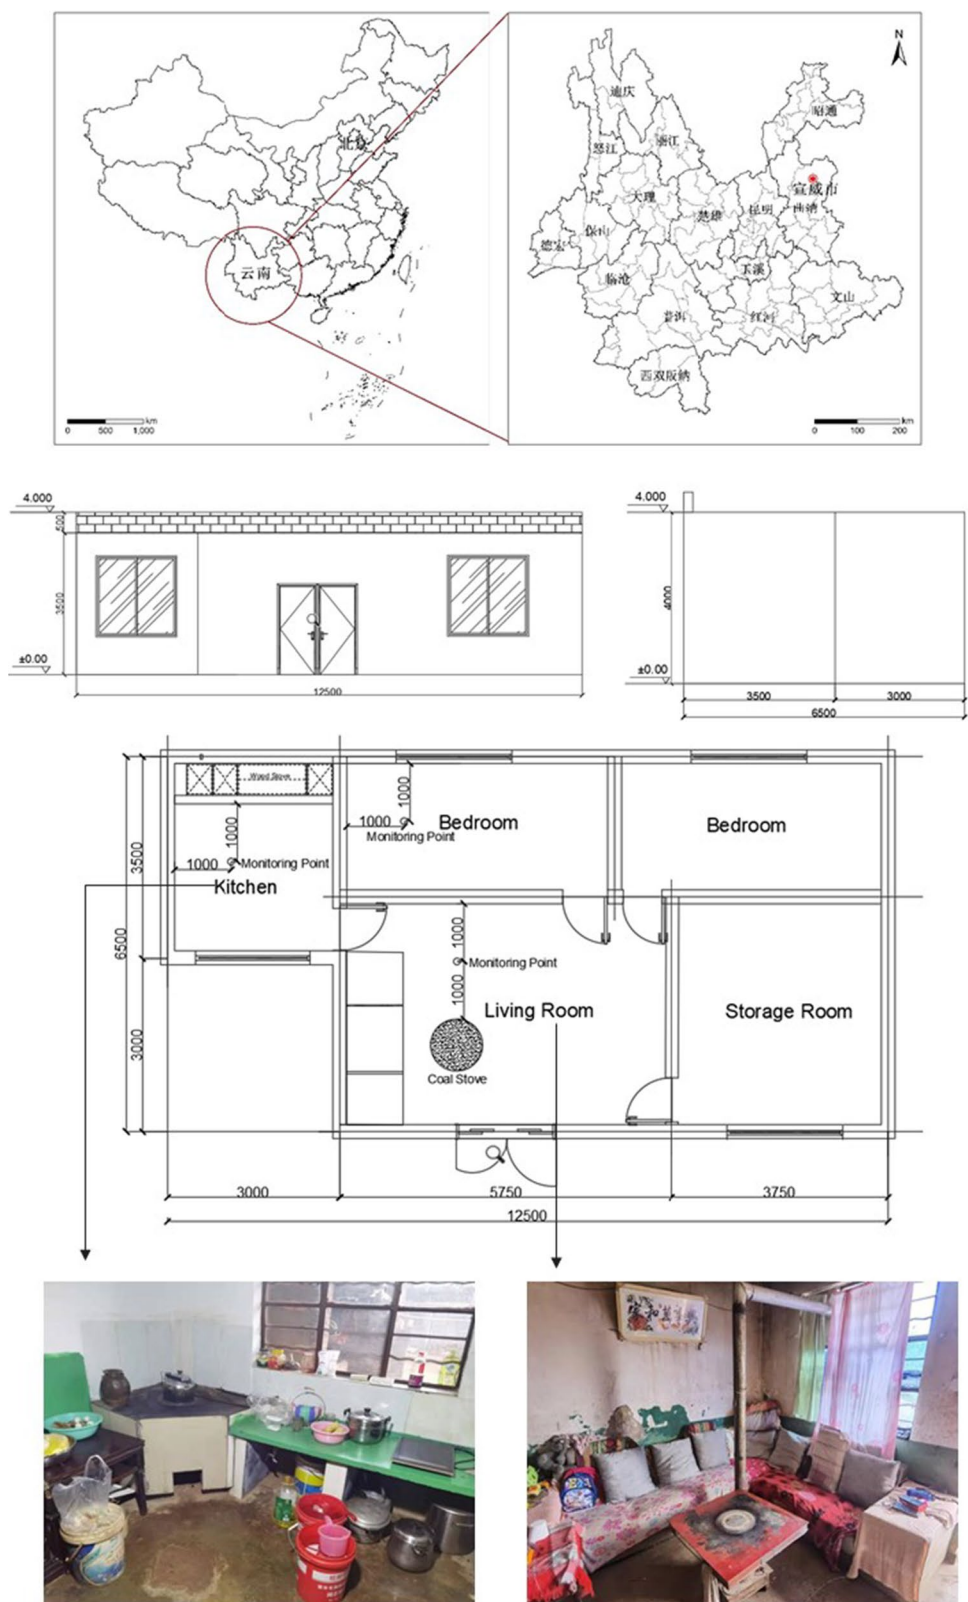 北京
云南
km
0 500 1,000
N
迪庆
昭通
怒江
丽江
宣威市
大理
楚雄
昆明
曲靖
保山
德宏
玉溪
临沧
文山
普洱
红河
西双版纳
km
0 100 200
4.000
500
3500
±0.00
12500
4.000
4000
±0.00
3500
3000
6500
Wood Stove
1000
1000
Monitoring Point
Kitchen
1000
1000
Monitoring Point
Bedroom
Bedroom
3500
6500
3000
1000
Monitoring Point
1000
Living Room
Storage Room
Coal Stove
3000
5750
3750
12500